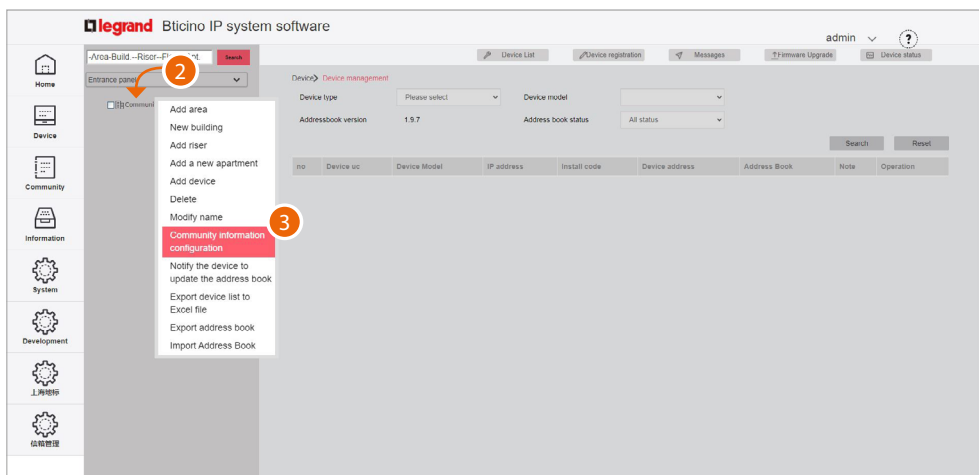 legrand Bticino IP system software
admin
?
-Area-Build.--Riser--
Search
Device List
Device registration
Messages
Firmware Upgrade
Device status
Home
Entrance panel
2
Device> Device management
Device type
Please select
Device model
Communi
Addressbook version
1.9.7
Address book status
All status
Search
Reset
no
Device uc
Device Model
IP address
Install code
Device address
Address Book
Note
Operation
Add area
New building
Add riser
Add a new apartment
Add device
Delete
Modify name
3
Community information
configuration
Notify the device to
update the address book
Export device list to
Excel file
Export address book
Import Address Book
Device
Community
Information
System
Development
上海地标
信箱管理